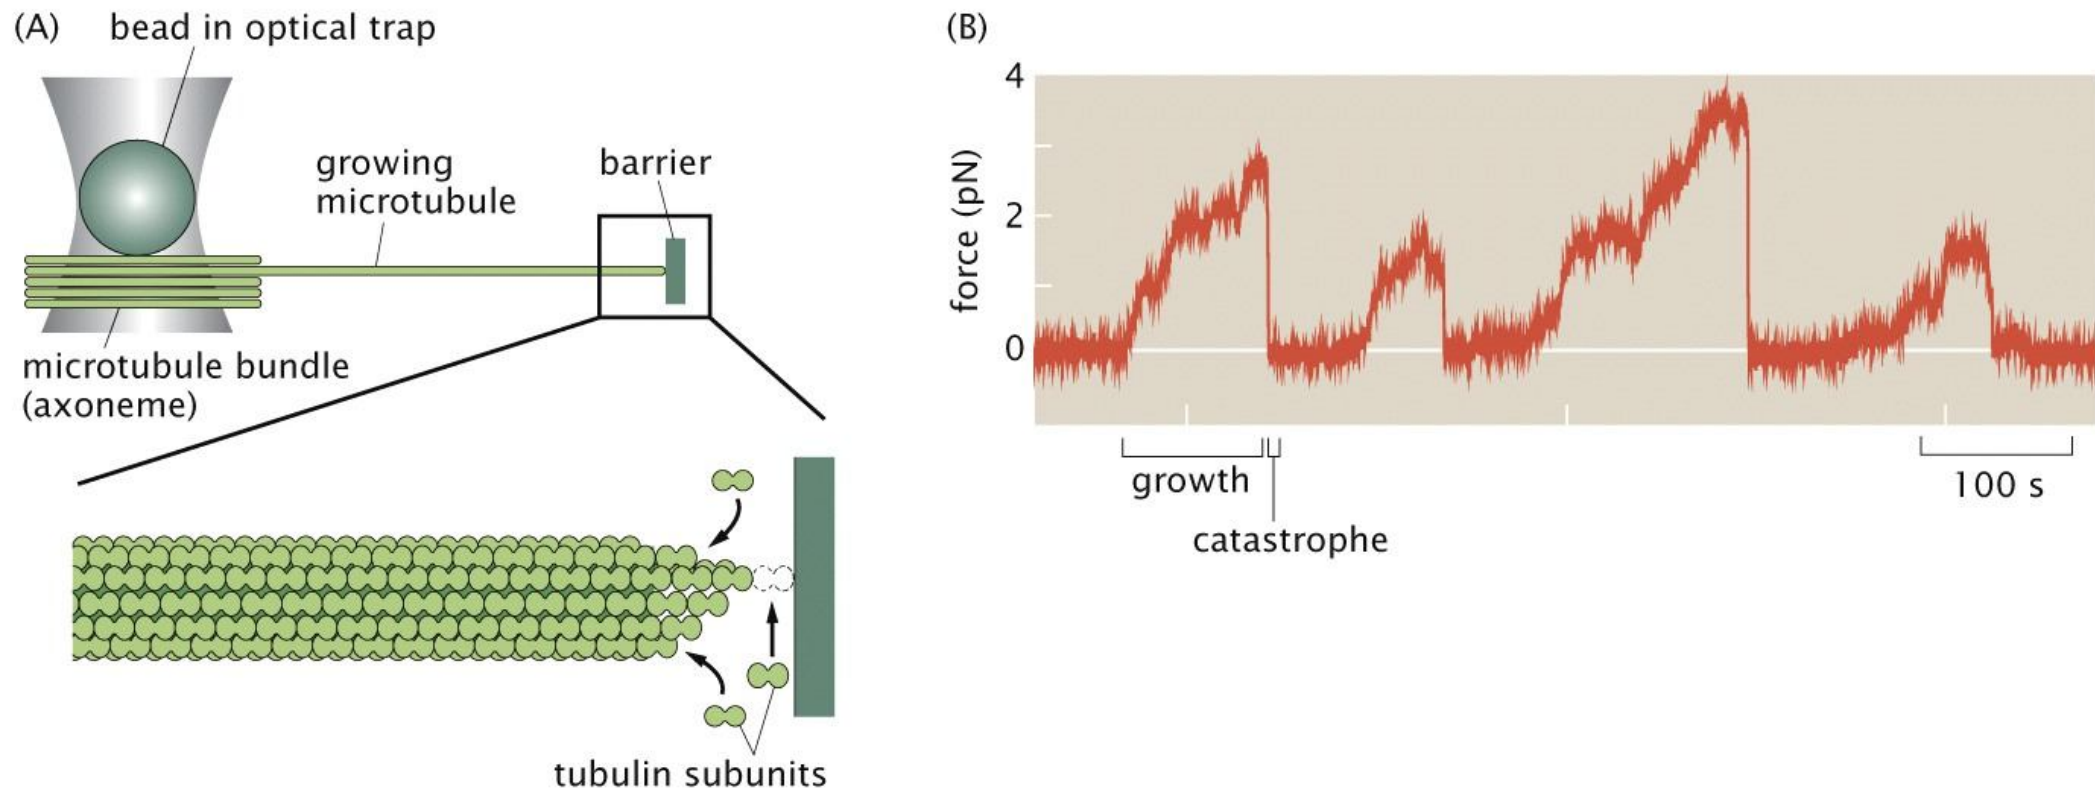 (A)
bead in optical trap
growing
microtubule
barrier
microtubule bundle
(axoneme)
tubulin subunits
(B)
force (pN)
4
2
0
growth
catastrophe
100 s